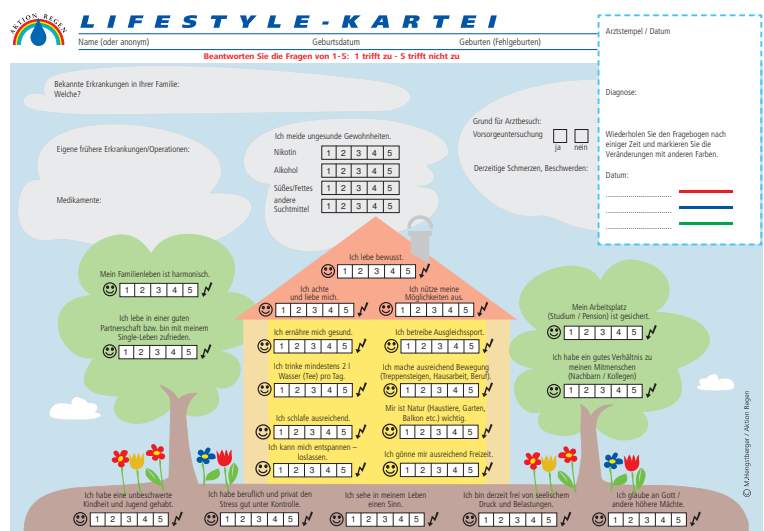 AKTION REGEN
LIFESTYLE-KARTEI
Name (oder anonym) Geburtsdatum Geburten (Fehlgeburten)
Beantworten Sie die Fragen von 1-5: 1 trifft zu - 5 trifft nicht zu
Arztstempel / Datum
Diagnose:
Wiederholen Sie den Fragebogen nach
einiger Zeit und markieren Sie die
Veränderungen mit anderen Farben.
Datum:
Bekannte Erkrankungen in Ihrer Familie:
Welche?
Eigene frühere Erkrankungen/Operationen:
Medikamente:
Ich meide ungesunde Gewohnheiten.
Nikotin 1 2 3 4 5
Alkohol 1 2 3 4 5
Süßes/Fettes 1 2 3 4 5
andere
Suchtmittel 1 2 3 4 5
Grund für Arztbesuch:
Vorsorgeuntersuchung
ja nein
Derzeitige Schmerzen, Beschwerden:
Mein Familienleben ist harmonisch.
1 2 3 4 5
Ich lebe in einer guten
Partnerschaft bzw. bin mit meinem
Single-Leben zufrieden.
1 2 3 4 5
Ich lebe bewusst.
1 2 3 4 5
Ich achte
und liebe mich.
1 2 3 4 5
Ich nütze meine
Möglichkeiten aus.
1 2 3 4 5
Ich ernähre mich gesund.
1 2 3 4 5
Ich betreibe Ausgleichssport.
1 2 3 4 5
Ich trinke mindestens 2 l
Wasser (Tee) pro Tag.
1 2 3 4 5
Ich mache ausreichend Bewegung
(Treppensteigen, Hausarbeit, Beruf).
1 2 3 4 5
Ich schlafe ausreichend.
1 2 3 4 5
Mir ist Natur (Haustiere, Garten,
Balkon etc.) wichtig.
1 2 3 4 5
Ich kann mich entspannen –
loslassen.
1 2 3 4 5
Ich gönne mir ausreichend Freizeit.
1 2 3 4 5
Mein Arbeitsplatz
(Studium / Pension) ist gesichert.
1 2 3 4 5
Ich habe ein gutes Verhältnis zu
meinen Mitmenschen
(Nachbarn / Kollegen)
1 2 3 4 5
Ich habe eine unbeschwerte
Kindheit und Jugend gehabt.
1 2 3 4 5
Ich habe beruflich und privat den
Stress gut unter Kontrolle.
1 2 3 4 5
Ich sehe in meinem Leben
einen Sinn.
1 2 3 4 5
Ich bin derzeit frei von seelischem
Druck und Belastungen.
1 2 3 4 5
Ich glaube an Gott /
andere höhere Mächte.
1 2 3 4 5
© M.Hengstberger / Aktion Regen